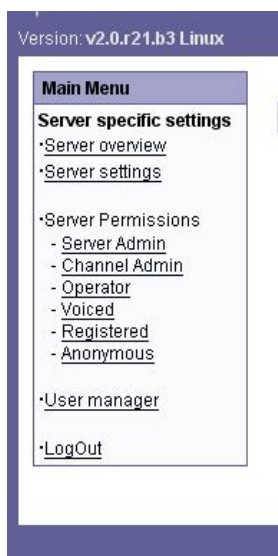 Version: v2.0.r21.b3 Linux
Main Menu
Server specific settings
·Server overview
·Server settings
·Server Permissions
- Server Admin
- Channel Admin
- Operator
- Voiced
- Registered
- Anonymous
·User manager
·LogOut